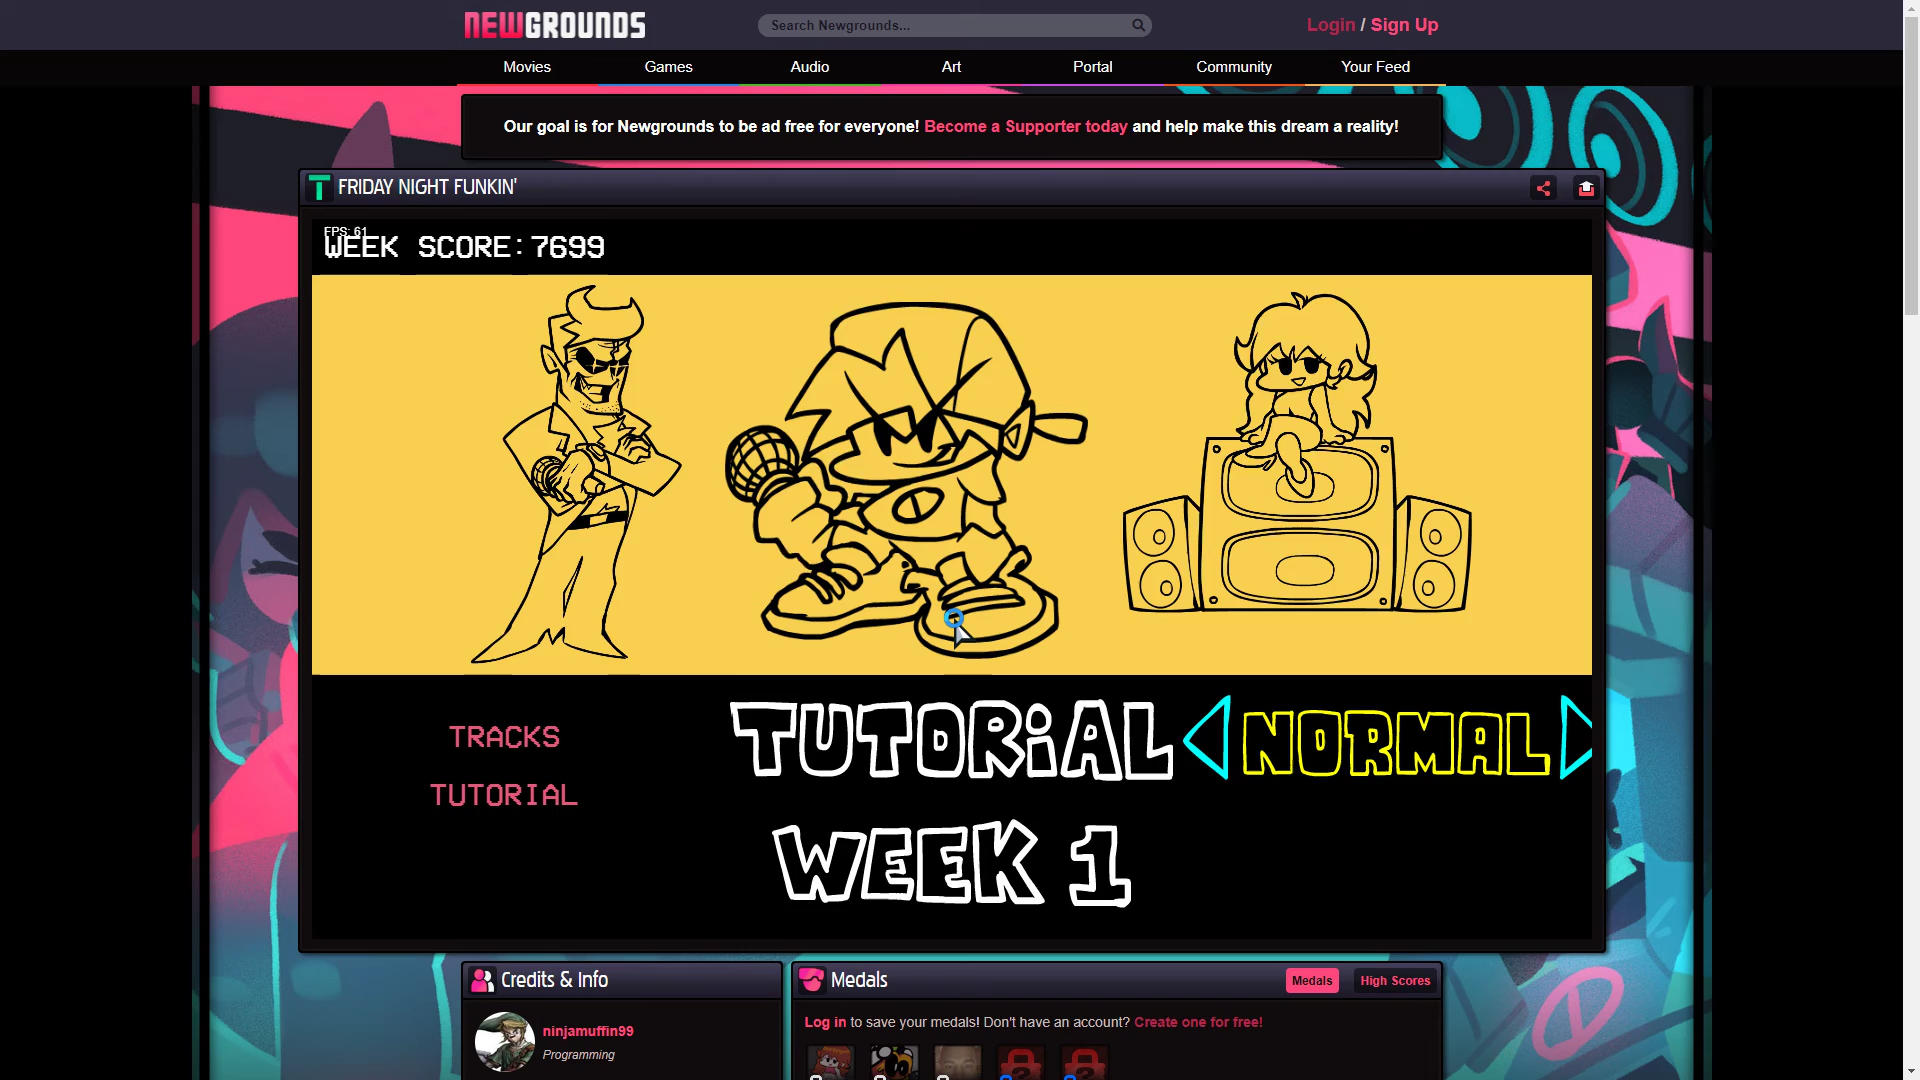 NEWGROUNDS
Search Newgrounds...
Login / Sign Up
Movies
Games
Audio
Art
Portal
Community
Your Feed
Our goal is for Newgrounds to be ad free for everyone! Become a Supporter today and help make this dream a reality!
T FRIDAY NIGHT FUNKIN'
FPS: 61
WEEK SCORE:7699
TRACKS
TUTORIAL
TUTORIAL
NORMAL
WEEK 1
Credits & Info
ninjamuffin99
Programming
Medals
Medals
High Scores
Log in to save your medals! Don't have an account? Create one for free!